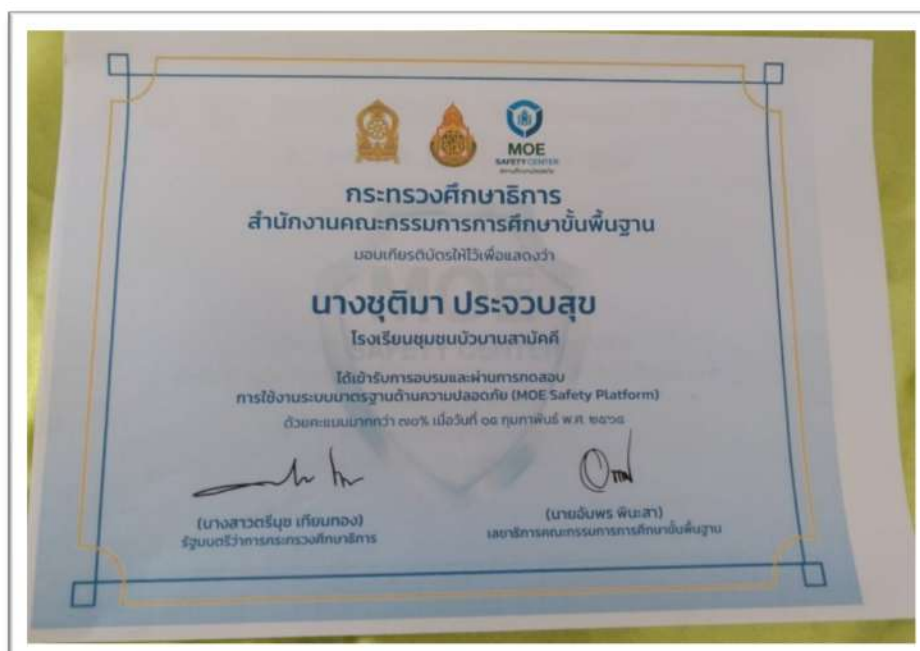 MOE
SAFETY CENTER
กระทรวงศึกษาธิการ
สำนักงานคณะกรรมการการศึกษาขั้นพื้นฐาน
มอบเกียรติบัตรให้ไว้เพื่อแสดงว่า
นางชุติมา ประจวบสุข
โรงเรียนชุมชนบัวบานสามัคคี
ได้เข้ารับการอบรมและผ่านการทดสอบ
การใช้งานระบบมาตรฐานด้านความปลอดภัย (MOE Safety Platform)
ด้วยคะแนนมากกว่า ๗๐% เมื่อวันที่ กุมภาพันธ์ พ.ศ.
(นางสาวตรีนุช เทียนทอง)
รัฐมนตรีว่าการกระทรวงศึกษาธิการ
(นายอัมพร พินะสา)
เลขาธิการคณะกรรมการการศึกษาขั้นพื้นฐาน